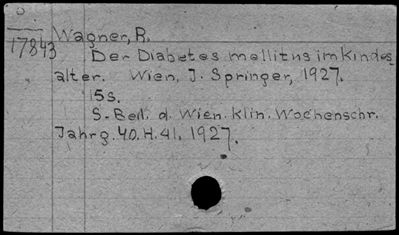 Wagner, R.
17843
Der Diabetes mellitus im Kindes
alter. Wien, J. Springer, 1927.
15s.
S.-Beil. d. Wien. klin. Wochenschr.
Jahrg. 40. H. 41. 1927.